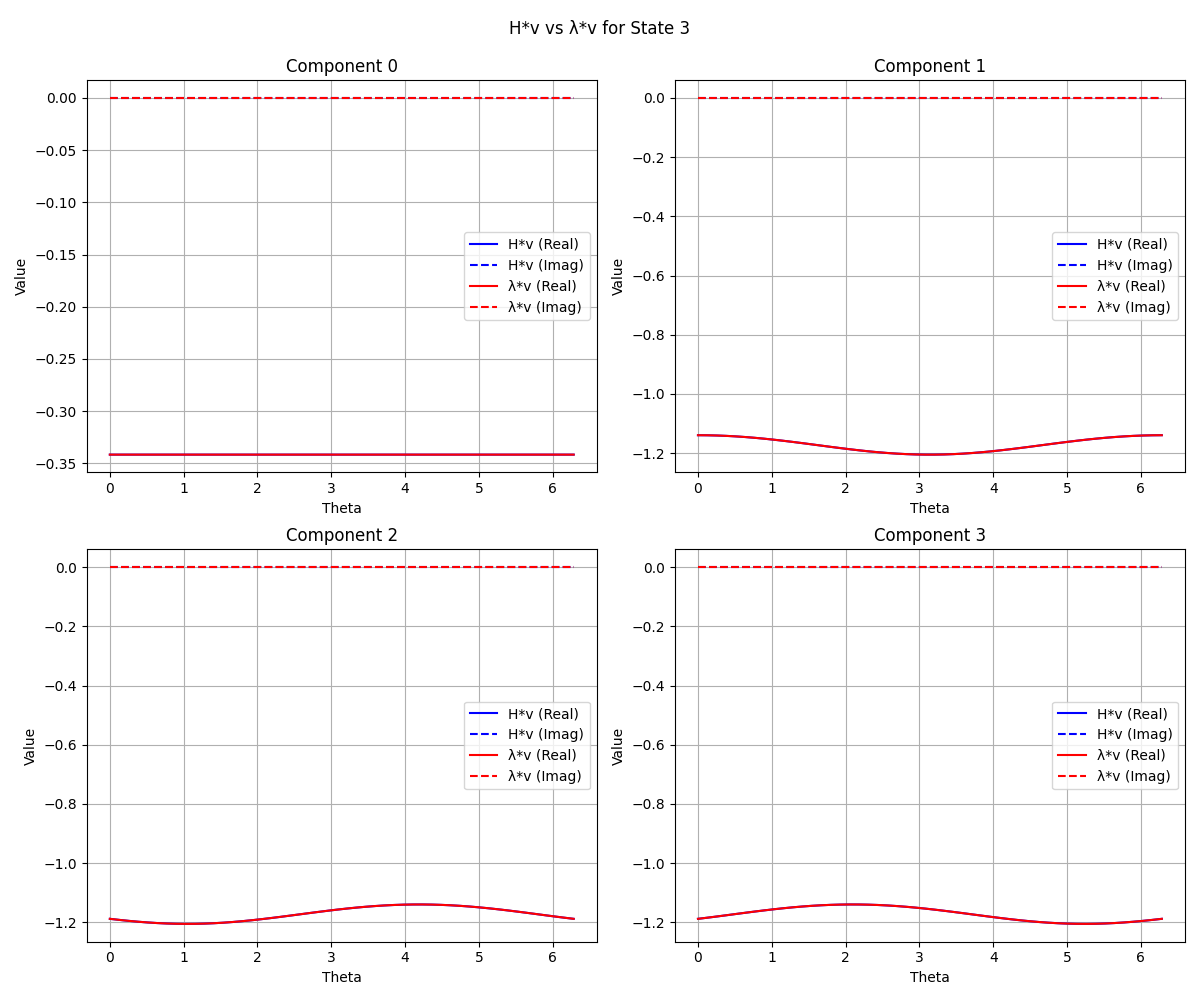 H*v vs λ*v for State 3
Component 0
0.00
−0.05
−0.10
−0.15
−0.20
−0.25
−0.30
−0.35
Value
H*v (Real)
H*v (Imag)
λ*v (Real)
λ*v (Imag)
0 1 2 3 4 5 6
Theta
Component 1
0.0
−0.2
−0.4
−0.6
−0.8
−1.0
−1.2
Value
H*v (Real)
H*v (Imag)
λ*v (Real)
λ*v (Imag)
0 1 2 3 4 5 6
Theta
Component 2
0.0
−0.2
−0.4
−0.6
−0.8
−1.0
−1.2
Value
H*v (Real)
H*v (Imag)
λ*v (Real)
λ*v (Imag)
0 1 2 3 4 5 6
Theta
Component 3
0.0
−0.2
−0.4
−0.6
−0.8
−1.0
−1.2
Value
H*v (Real)
H*v (Imag)
λ*v (Real)
λ*v (Imag)
0 1 2 3 4 5 6
Theta